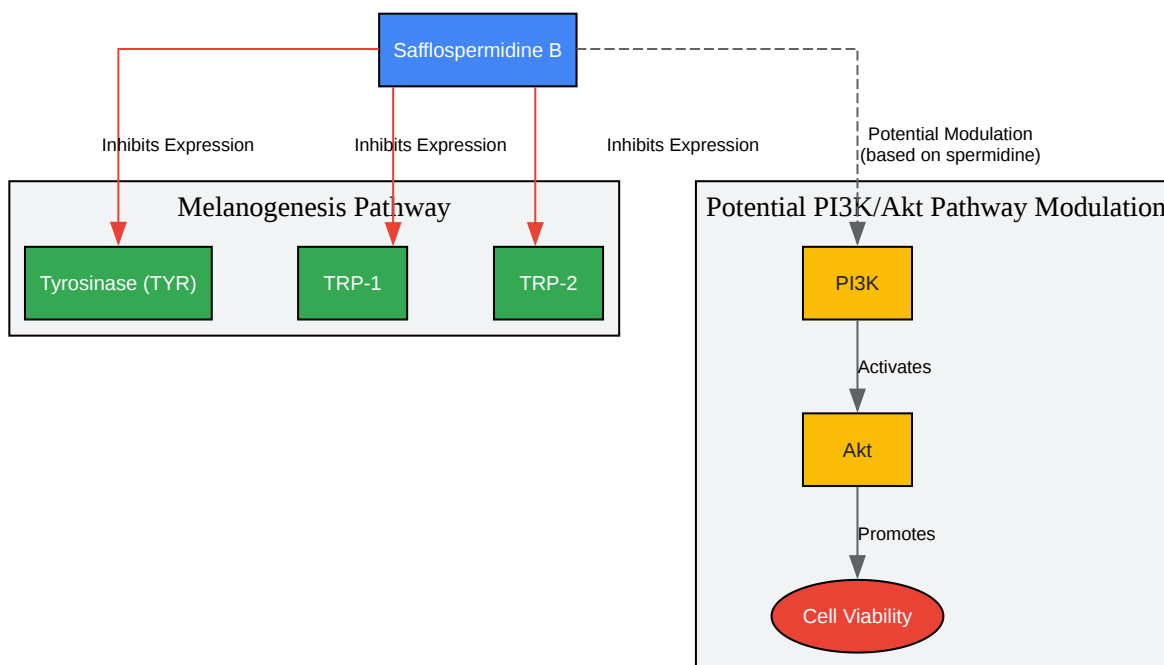 Safflospermidine B
Inhibits Expression
Inhibits Expression
Inhibits Expression
Potential Modulation
(based on spermidine)
Melanogenesis Pathway
Potential PI3K/Akt Pathway Modulation
Tyrosinase (TYR)
TRP-1
TRP-2
PI3K
Activates
Akt
Promotes
Cell Viability